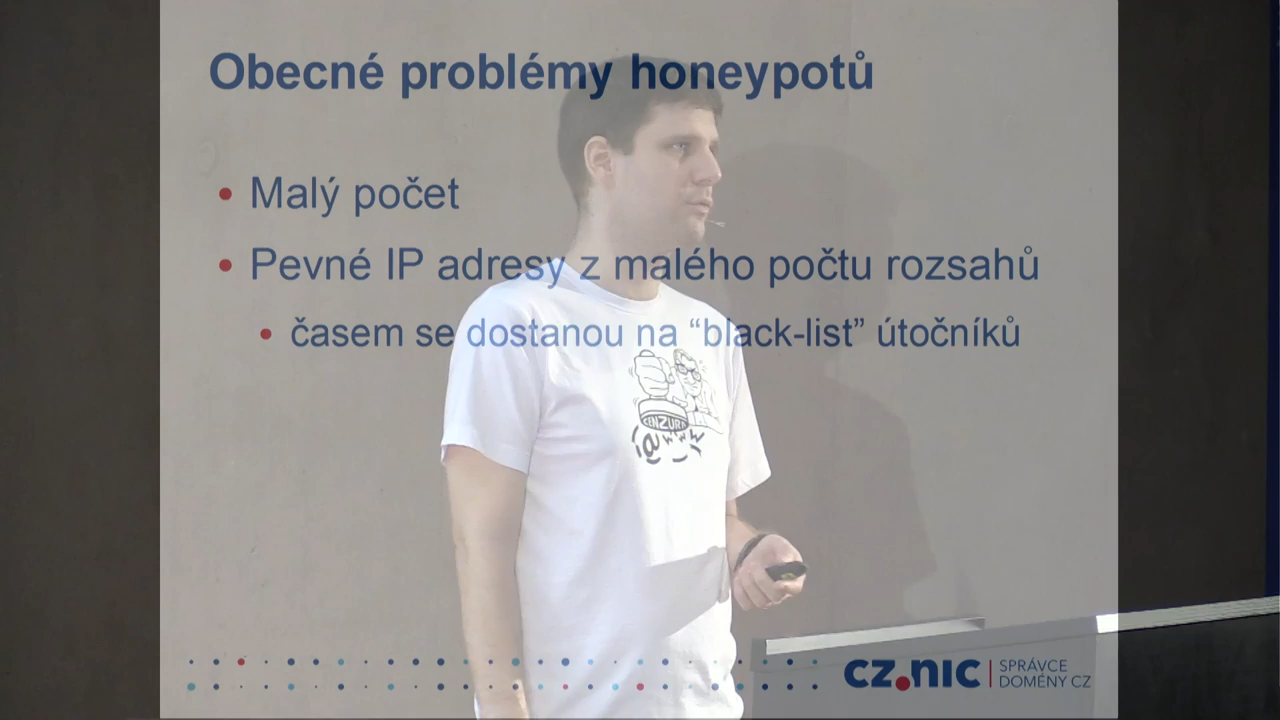 Obecné problémy honeypotů
Malý počet
Pevné IP adresy z malého počtu rozsahů
časem se dostanou na “black-list” útočníků
CENZURA
@WWW
CZ.NIC | SPRÁVCE
DOMÉNY CZ